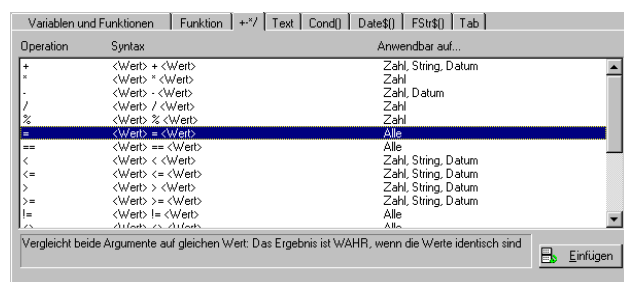 Variablen und Funktionen Funktion +-*/ Text Cond() Date$() FStr$() Tab
Operation Syntax Anwendbar auf...
+ <Wert> + <Wert> Zahl, String, Datum
* <Wert> * <Wert> Zahl
- <Wert> - <Wert> Zahl, Datum
/ <Wert> / <Wert> Zahl
% <Wert> % <Wert> Zahl
= <Wert> = <Wert> Alle
== <Wert> == <Wert> Alle
< <Wert> < <Wert> Zahl, String, Datum
<= <Wert> <= <Wert> Zahl, String, Datum
> <Wert> > <Wert> Zahl, String, Datum
>= <Wert> >= <Wert> Zahl, String, Datum
!= <Wert> != <Wert> Alle
<> <Wert> <> <Wert> Alle
Vergleicht beide Argumente auf gleichen Wert: Das Ergebnis ist WAHR, wenn die Werte identisch sind
Einfügen